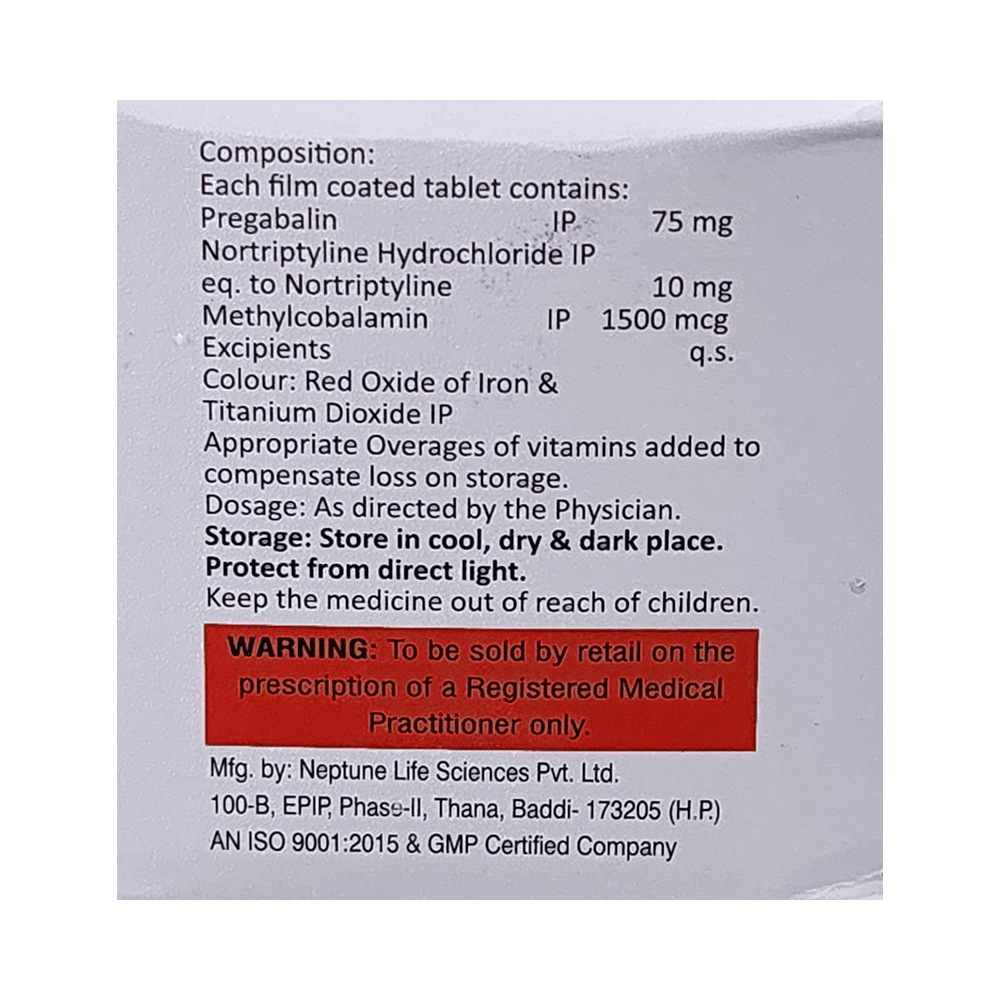 Composition:
Each film coated tablet contains:
Pregabalin IP 75 mg
Nortriptyline Hydrochloride IP
eq. to Nortriptyline 10 mg
Methylcobalamin IP 1500 mcg
Excipients q.s.
Colour: Red Oxide of Iron &
Titanium Dioxide IP
Appropriate Overages of vitamins added to
compensate loss on storage.
Dosage: As directed by the Physician.
Storage: Store in cool, dry & dark place.
Protect from direct light.
Keep the medicine out of reach of children.
WARNING: To be sold by retail on the
prescription of a Registered Medical
Practitioner only.
Mfg. by: Neptune Life Sciences Pvt. Ltd.
100-B, EPIP, Phase-II, Thana, Baddi- 173205 (H.P.)
AN ISO 9001:2015 & GMP Certified Company